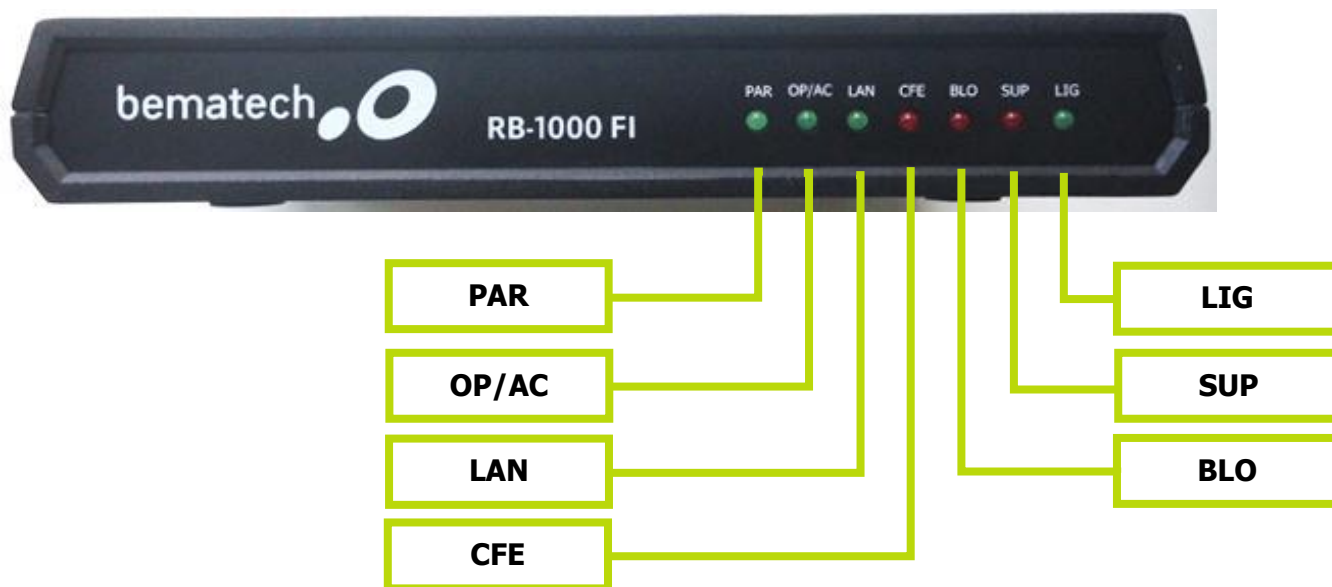 bematech
RB-1000 FI
PAR OP/AC LAN CFE BLO SUP LIG
PAR
OP/AC
LAN
CFE
LIG
SUP
BLO